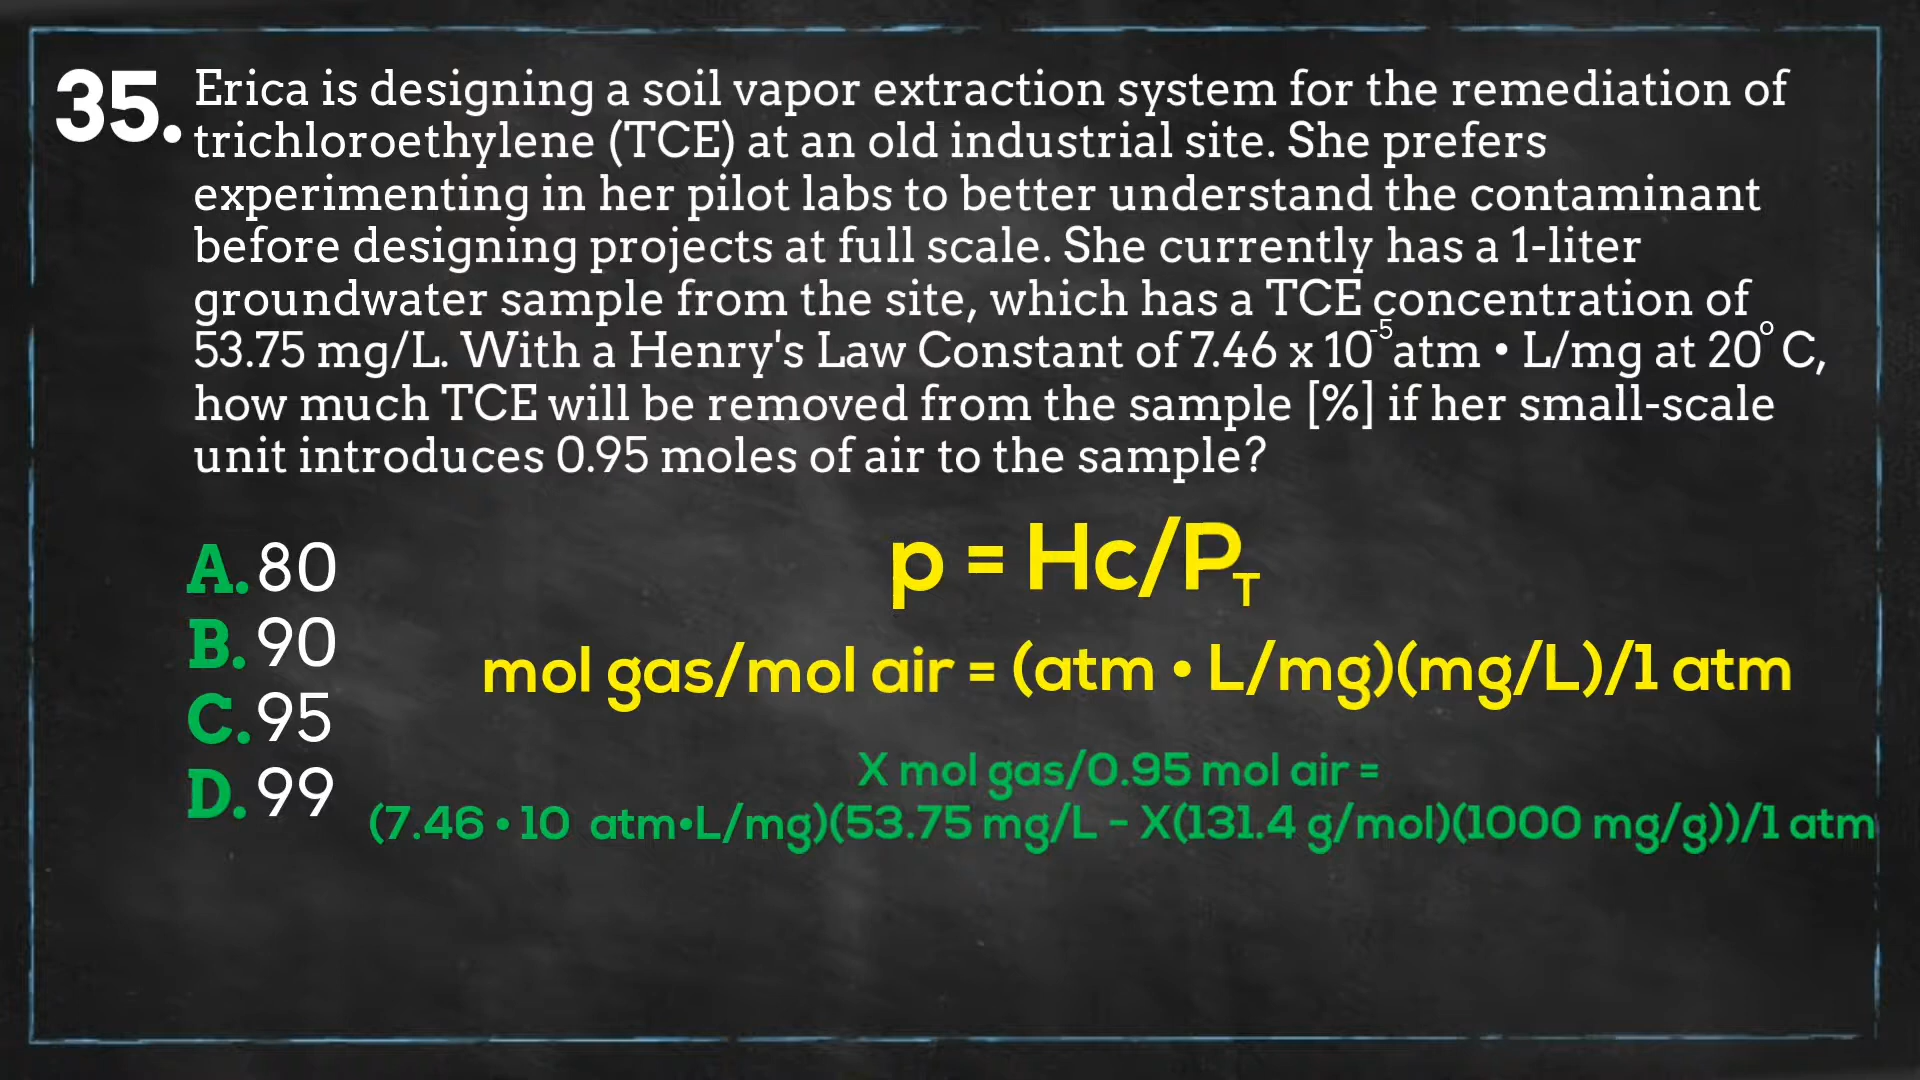 35. Erica is designing a soil vapor extraction system for the remediation of
trichloroethylene (TCE) at an old industrial site. She prefers
experimenting in her pilot labs to better understand the contaminant
before designing projects at full scale. She currently has a 1-liter
groundwater sample from the site, which has a TCE concentration of
53.75 mg/L. With a Henry's Law Constant of 7.46 x 10⁻⁵ atm • L/mg at 20° C,
how much TCE will be removed from the sample [%] if her small-scale
unit introduces 0.95 moles of air to the sample?
A. 80
B. 90
C. 95
D. 99
p = Hc/P_T
mol gas/mol air = (atm • L/mg)(mg/L)/1 atm
X mol gas/0.95 mol air =
(7.46 • 10 atm•L/mg)(53.75 mg/L - X(131.4 g/mol)(1000 mg/g))/1 atm